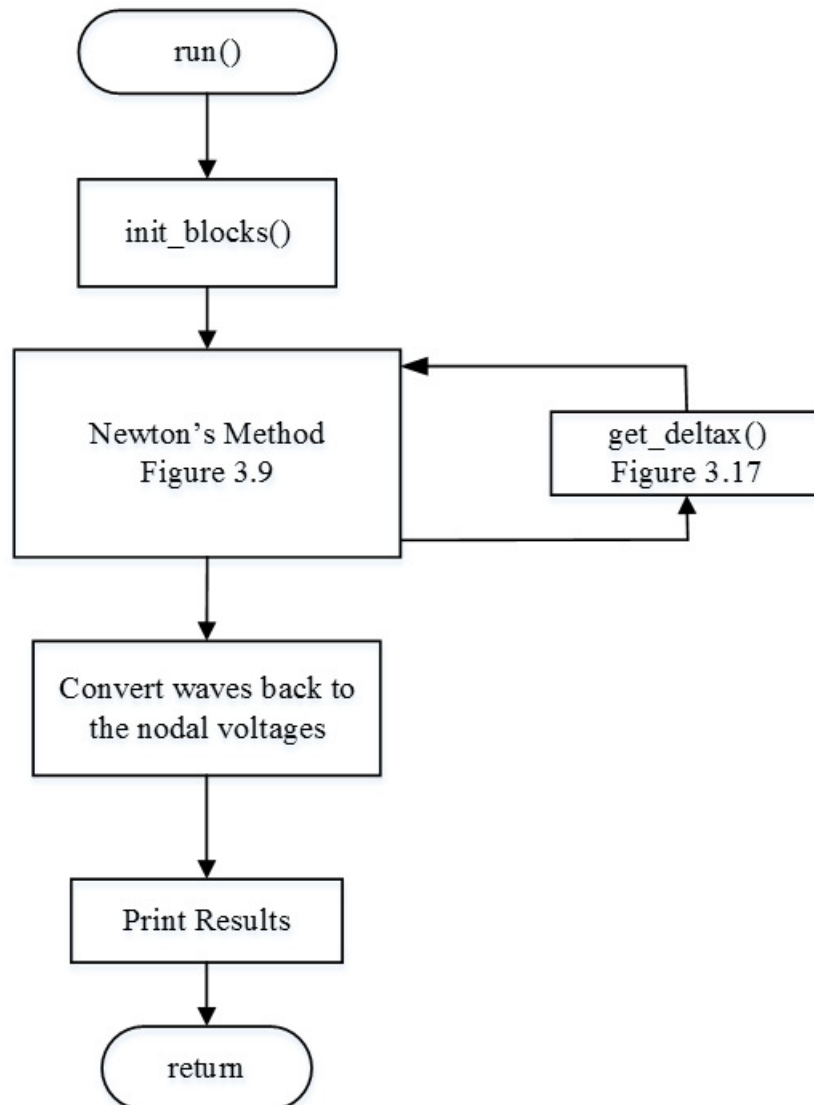 run()
init_blocks()
Newton’s Method
Figure 3.9
get_deltax()
Figure 3.17
Convert waves back to
the nodal voltages
Print Results
return